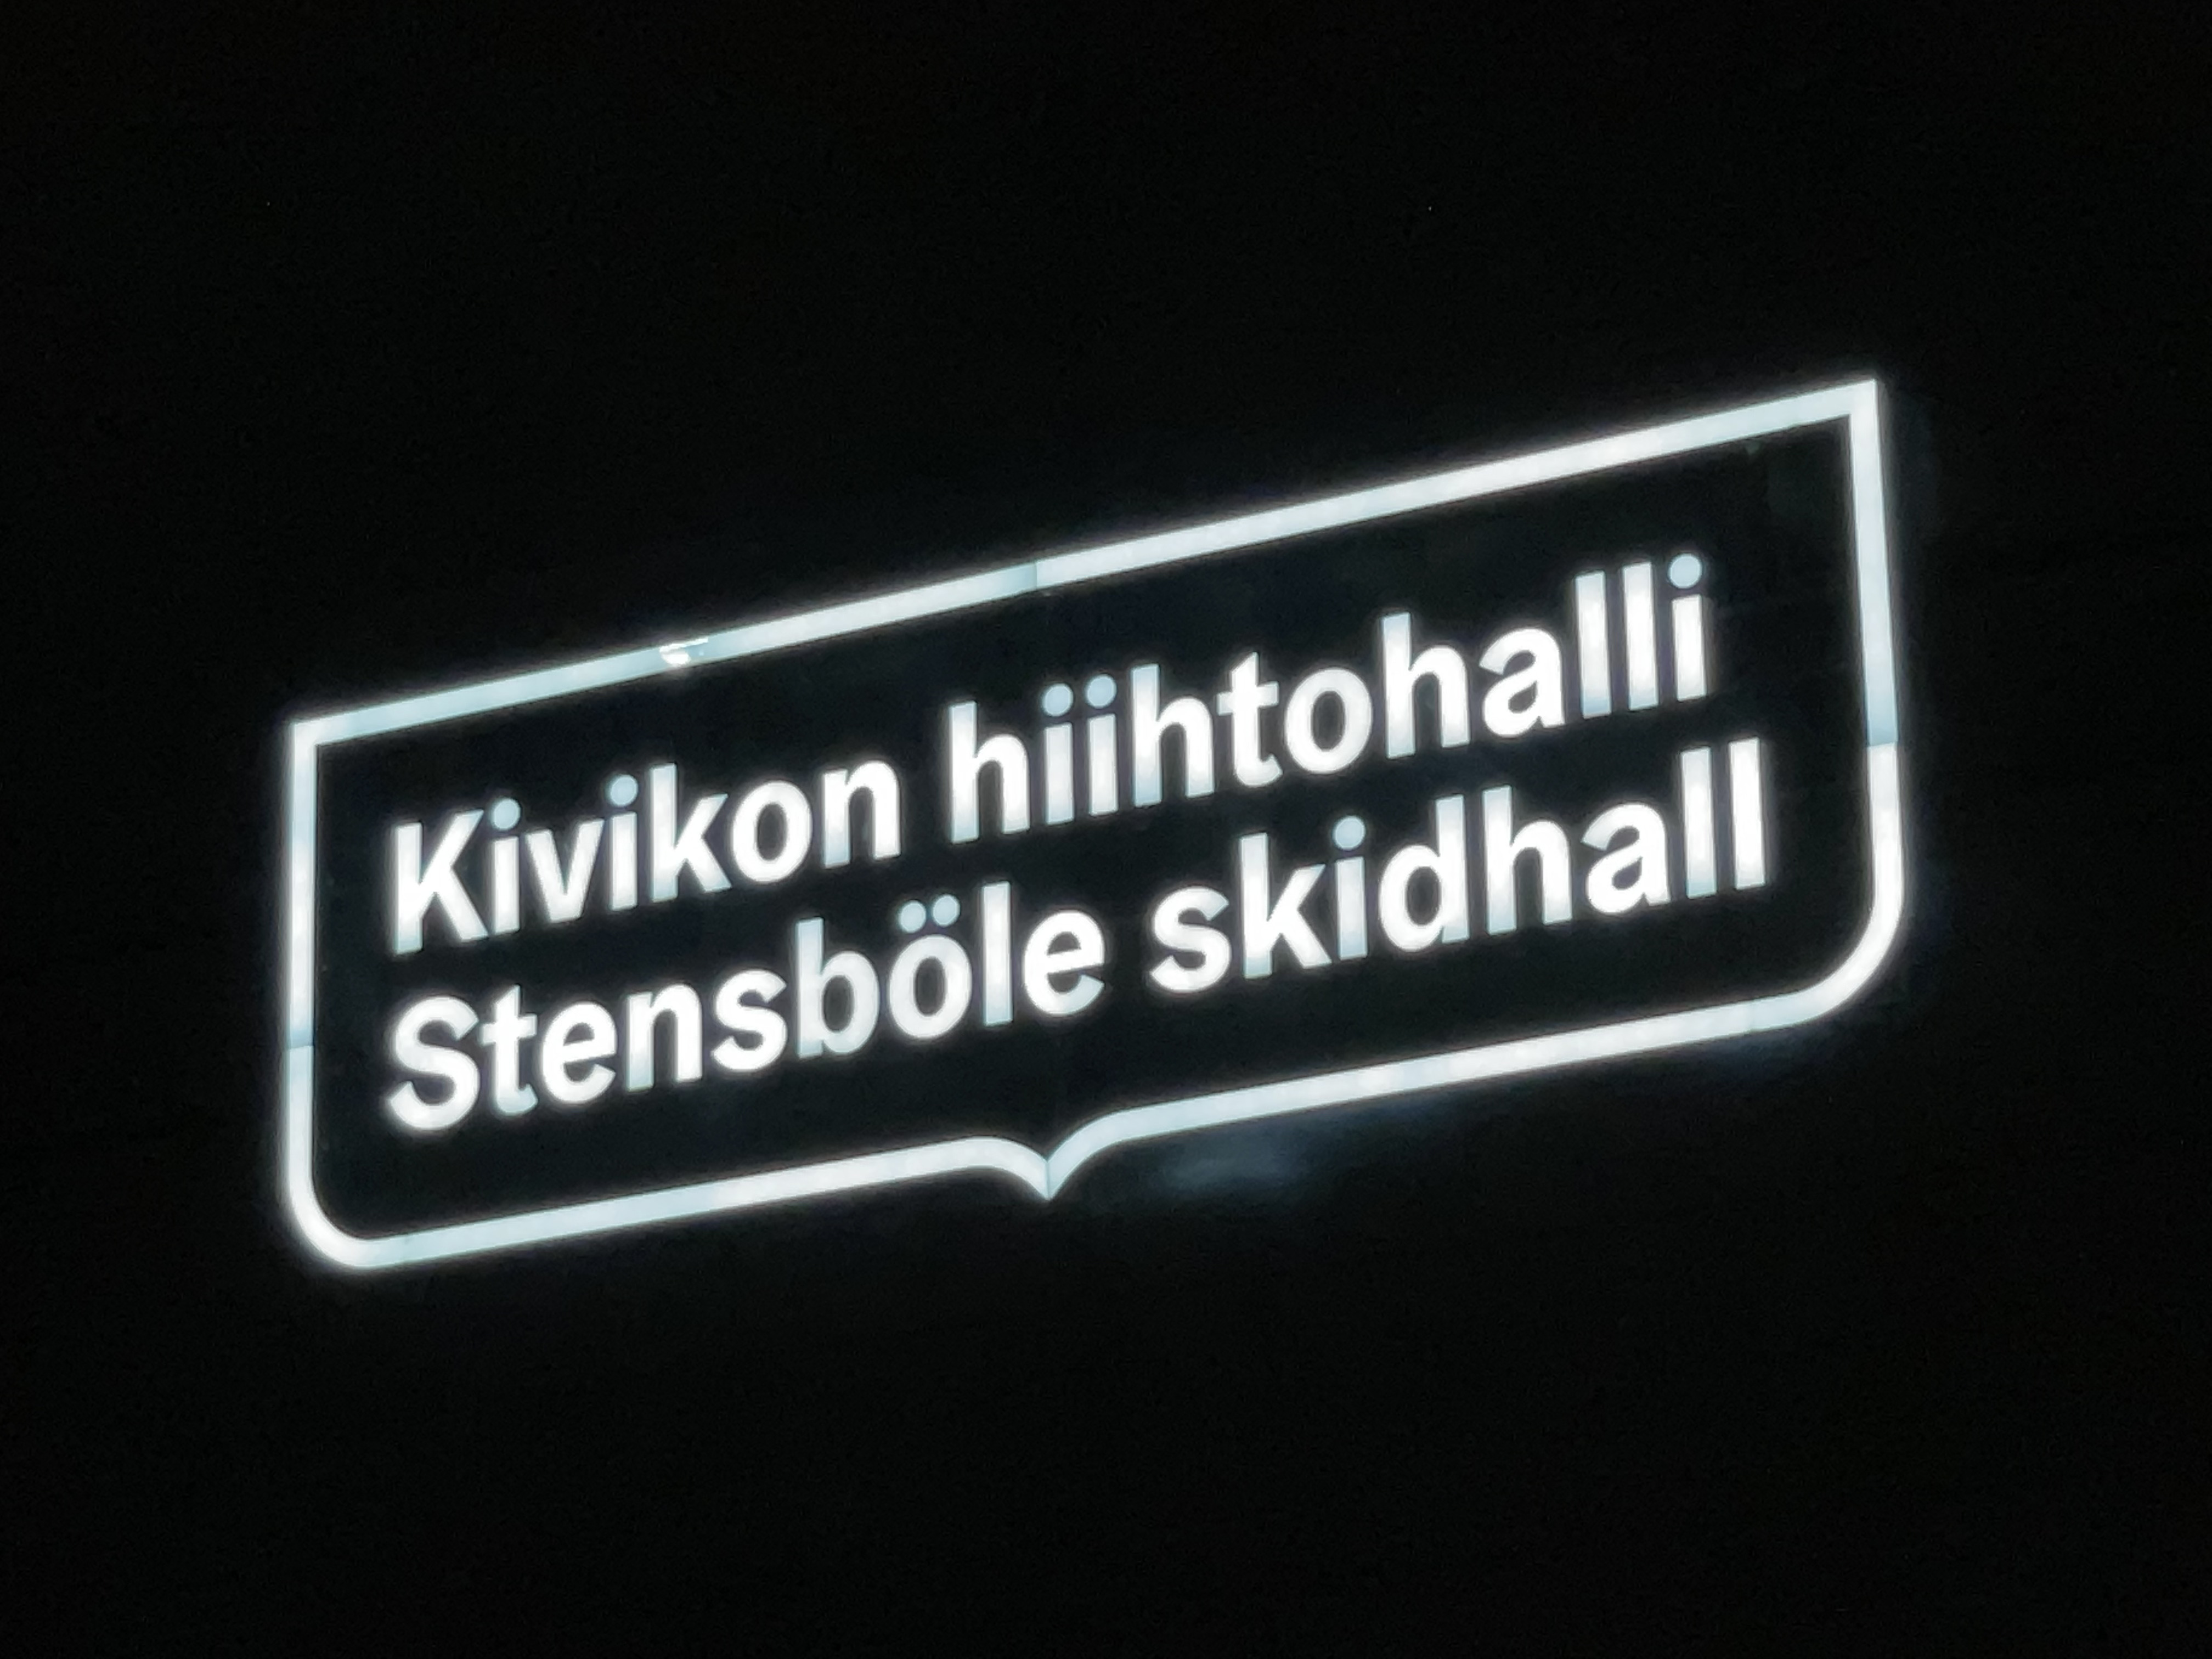 Kivikon hiihtohalli
Stensböle skidhall